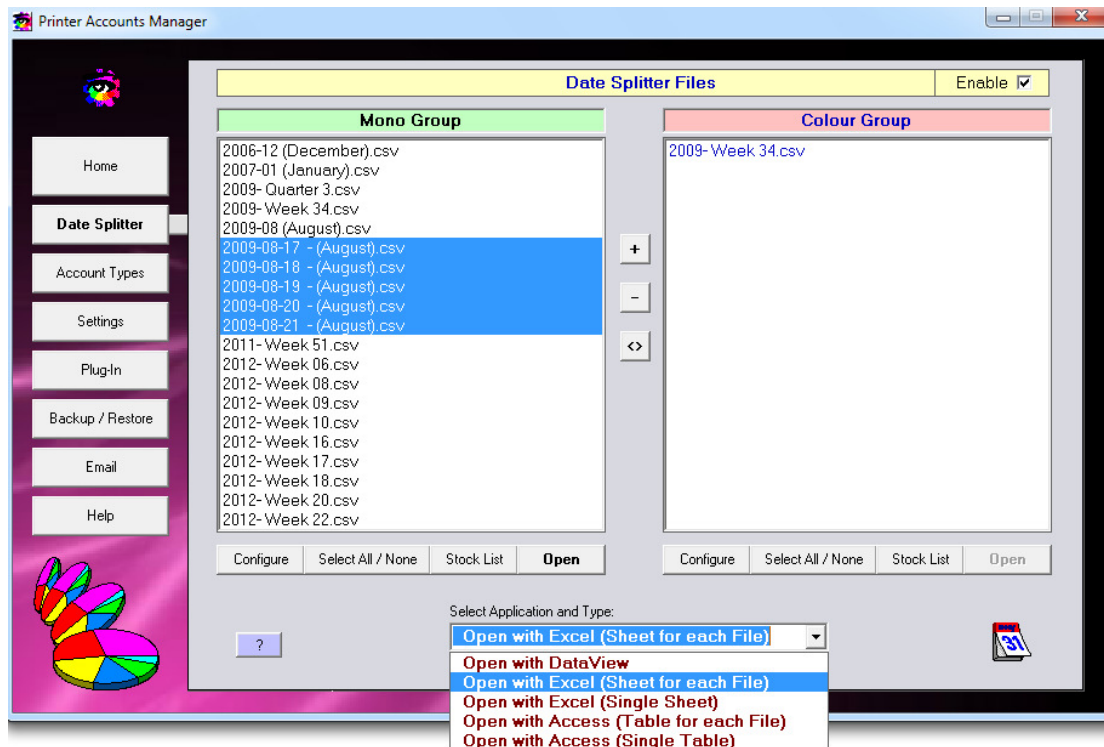 Printer Accounts Manager
Date Splitter Files
Enable
Mono Group
Colour Group
Home
Date Splitter
Account Types
Settings
Plug-In
Backup / Restore
Email
Help
2006-12 (December).csv
2007-01 (January).csv
2009- Quarter 3.csv
2009- Week 34.csv
2009-08 (August).csv
2009-08-17 - (August).csv
2009-08-18 - (August).csv
2009-08-19 - (August).csv
2009-08-20 - (August).csv
2009-08-21 - (August).csv
2011- Week 51.csv
2012- Week 06.csv
2012- Week 08.csv
2012- Week 09.csv
2012- Week 10.csv
2012- Week 16.csv
2012- Week 17.csv
2012- Week 18.csv
2012- Week 20.csv
2012- Week 22.csv
+
-
<>
2009- Week 34.csv
Configure
Select All / None
Stock List
Open
Configure
Select All / None
Stock List
Open
Select Application and Type:
?
Open with Excel (Sheet for each File)
31
Open with DataView
Open with Excel (Sheet for each File)
Open with Excel (Single Sheet)
Open with Access (Table for each File)
Open with Access (Single Table)